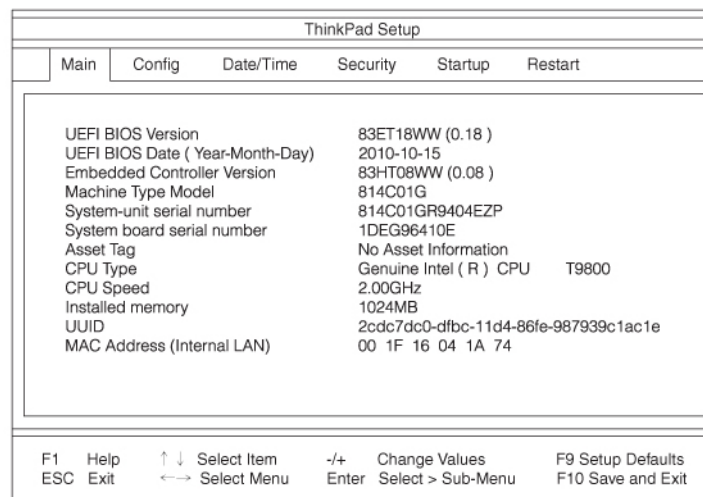 ThinkPad Setup
Main Config Date/Time Security Startup Restart
UEFI BIOS Version 83ET18WW (0.18 )
UEFI BIOS Date ( Year-Month-Day) 2010-10-15
Embedded Controller Version 83HT08WW (0.08 )
Machine Type Model 814C01G
System-unit serial number 814C01GR9404EZP
System board serial number 1DEG96410E
Asset Tag No Asset Information
CPU Type Genuine Intel ( R ) CPU T9800
CPU Speed 2.00GHz
Installed memory 1024MB
UUID 2cdc7dc0-dfbc-11d4-86fe-987939c1ac1e
MAC Address (Internal LAN) 00 1F 16 04 1A 74
F1 Help ↑ ↓ Select Item -/+ Change Values F9 Setup Defaults
ESC Exit ←→ Select Menu Enter Select > Sub-Menu F10 Save and Exit